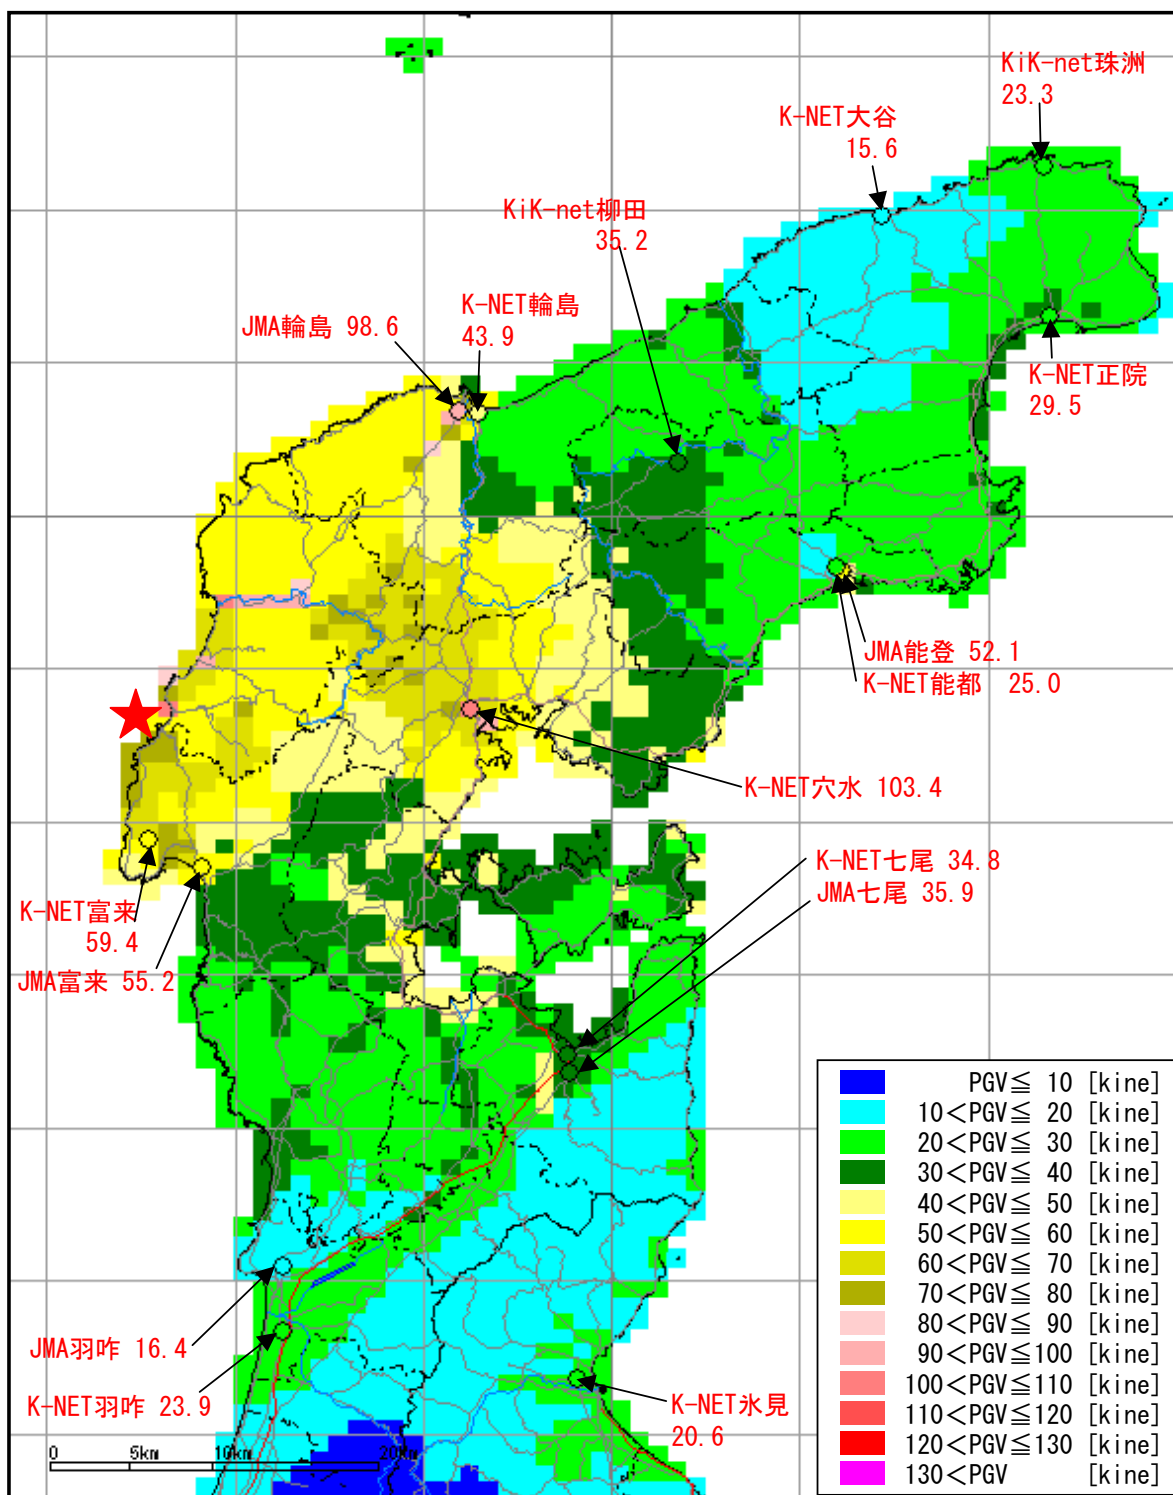 KiK-net珠洲
23.3
K-NET大谷
15.6
KiK-net柳田
35.2
JMA輪島 98.6
K-NET輪島
43.9
K-NET正院
29.5
JMA能登 52.1
K-NET能都 25.0
K-NET穴水 103.4
K-NET七尾 34.8
JMA七尾 35.9
K-NET富来
59.4
JMA富来 55.2
JMA羽咋 16.4
K-NET羽咋 23.9
K-NET氷見
20.6
0 5km 10km 20km
PGV≦ 10 [kine]
10<PGV≦ 20 [kine]
20<PGV≦ 30 [kine]
30<PGV≦ 40 [kine]
40<PGV≦ 50 [kine]
50<PGV≦ 60 [kine]
60<PGV≦ 70 [kine]
70<PGV≦ 80 [kine]
80<PGV≦ 90 [kine]
90<PGV≦100 [kine]
100<PGV≦110 [kine]
110<PGV≦120 [kine]
120<PGV≦130 [kine]
130<PGV [kine]